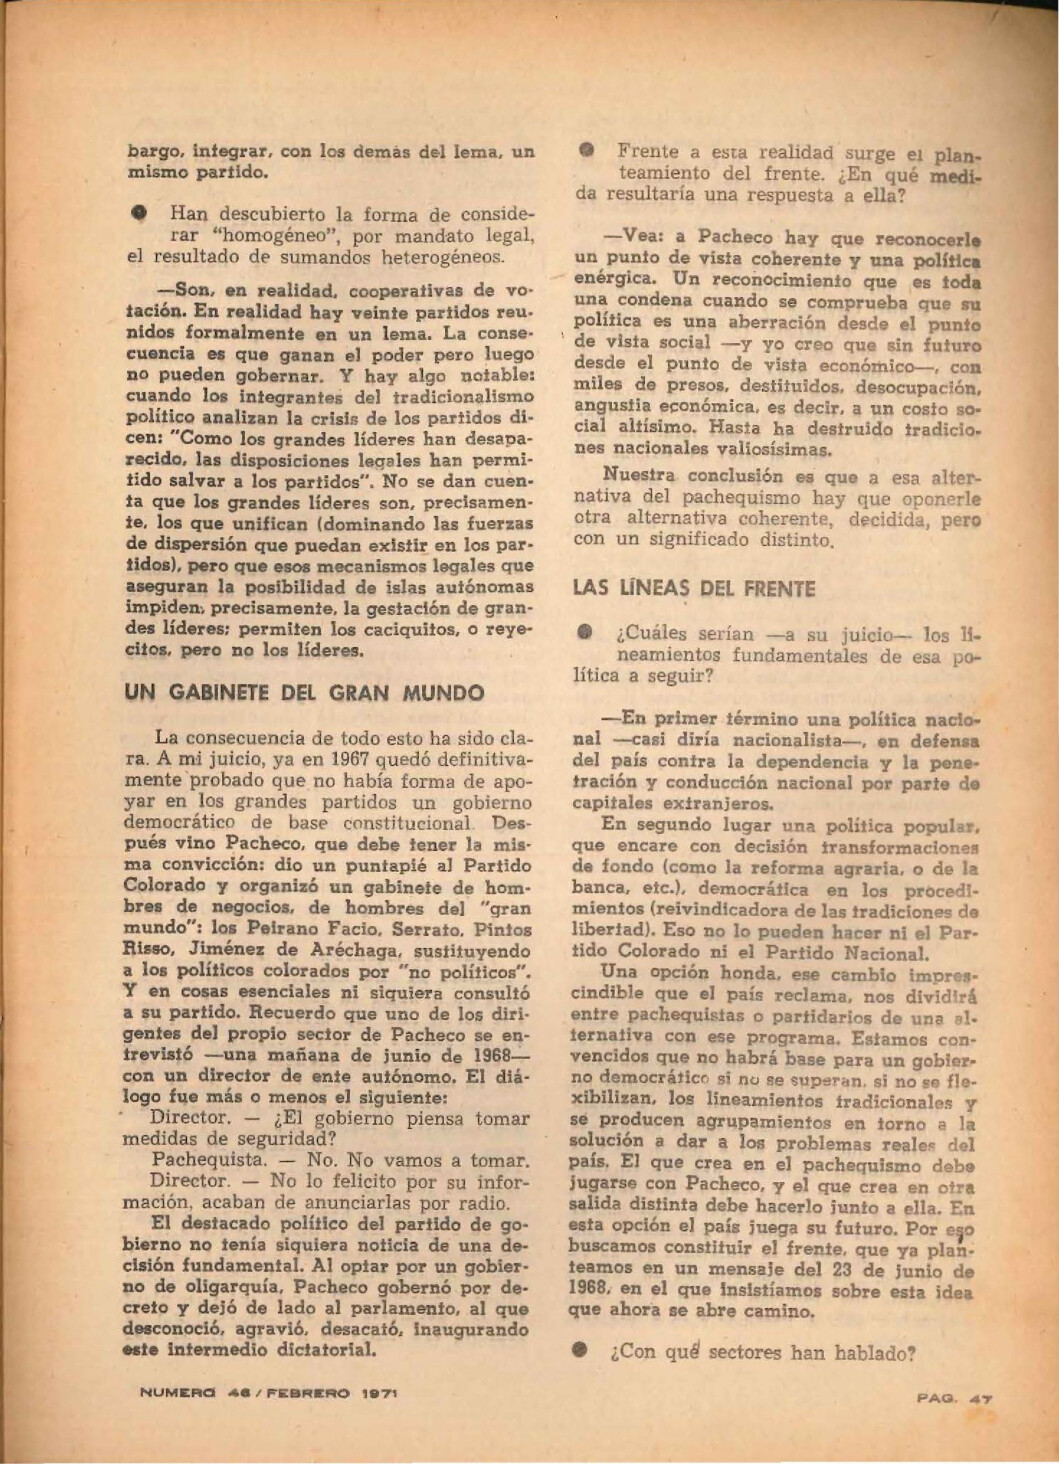 bargo, integrar, con los demás del lema, un
mismo partido.
● Han descubierto la forma de conside-
rar "homogéneo", por mandato legal,
el resultado de sumandos heterogéneos.
—Son, en realidad, cooperativas de vo-
tación. En realidad hay veinte partidos reu-
nidos formalmente en un lema. La conse-
cuencia es que ganan el poder pero luego
no pueden gobernar. Y hay algo notable:
cuando los integrantes del tradicionalismo
político analizan la crisis de los partidos di-
cen: "Como los grandes líderes han desapa-
recido, las disposiciones legales han permi-
tido salvar a los partidos". No se dan cuen-
ta que los grandes líderes son, precisamen-
te, los que unifican (dominando las fuerzas
de dispersión que puedan existir en los par-
tidos), pero que esos mecanismos legales que
aseguran la posibilidad de islas autónomas
impiden, precisamente, la gestación de gran-
des líderes; permiten los caciquitos, o reye-
citos, pero no los líderes.
UN GABINETE DEL GRAN MUNDO
La consecuencia de todo esto ha sido cla-
ra. A mi juicio, ya en 1967 quedó definitiva-
mente probado que no había forma de apo-
yar en los grandes partidos un gobierno
democrático de base constitucional. Des-
pués vino Pacheco, que debe tener la mis-
ma convicción: dio un puntapié al Partido
Colorado y organizó un gabinete de hom-
bres de negocios, de hombres del "gran
mundo": los Peirano Facio, Serrato, Pintos
Risso, Jiménez de Aréchaga, sustituyendo
a los políticos colorados por "no políticos".
Y en cosas esenciales ni siquiera consultó
a su partido. Recuerdo que uno de los diri-
gentes del propio sector de Pacheco se en-
trevistó —una mañana de junio de 1968—
con un director de ente autónomo. El diá-
logo fue más o menos el siguiente:
Director. — ¿El gobierno piensa tomar
medidas de seguridad?
Pachequista. — No. No vamos a tomar.
Director. — No lo felicito por su infor-
mación, acaban de anunciarlas por radio.
El destacado político del partido de go-
bierno no tenía siquiera noticia de una de-
cisión fundamental. Al optar por un gobier-
no de oligarquía, Pacheco gobernó por de-
creto y dejó de lado al parlamento, al que
desconoció, agravió, desacató, inaugurando
este intermedio dictatorial.
● Frente a esta realidad surge el plan-
teamiento del frente. ¿En qué medi-
da resultaría una respuesta a ella?
—Vea: a Pacheco hay que reconocerle
un punto de vista coherente y una política
enérgica. Un reconocimiento que es toda
una condena cuando se comprueba que su
política es una aberración desde el punto
de vista social —y yo creo que sin futuro
desde el punto de vista económico—, con
miles de presos, destituidos, desocupación,
angustia económica, es decir, a un costo so-
cial altísimo. Hasta ha destruido tradicio-
nes nacionales valiosísimas.
Nuestra conclusión es que a esa alter-
nativa del pachequismo hay que oponerle
otra alternativa coherente, decidida, pero
con un significado distinto.
LAS LÍNEAS DEL FRENTE
● ¿Cuáles serían —a su juicio— los li-
neamientos fundamentales de esa po-
lítica a seguir?
—En primer término una política nacio-
nal —casi diría nacionalista—, en defensa
del país contra la dependencia y la pene-
tración y conducción nacional por parte de
capitales extranjeros.
En segundo lugar una política popular,
que encare con decisión transformaciones
de fondo (como la reforma agraria, o de la
banca, etc.), democrática en los procedi-
mientos (reivindicadora de las tradiciones de
libertad). Eso no lo pueden hacer ni el Par-
tido Colorado ni el Partido Nacional.
Una opción honda, ese cambio impres-
cindible que el país reclama, nos dividirá
entre pachequistas o partidarios de una al-
ternativa con ese programa. Estamos con-
vencidos que no habrá base para un gobier-
no democrático si no se superan, si no se fle-
xibilizan, los lineamientos tradicionales y
se producen agrupamientos en torno a la
solución a dar a los problemas reales del
país. El que crea en el pachequismo debe
jugarse con Pacheco, y el que crea en otra
salida distinta debe hacerlo junto a ella. En
esta opción el país juega su futuro. Por eso
buscamos constituir el frente, que ya plan-
teamos en un mensaje del 23 de junio de
1968, en el que insistíamos sobre esta idea
que ahora se abre camino.
● ¿Con qué sectores han hablado?
NUMERO 46 / FEBRERO 1971
PAG. 47